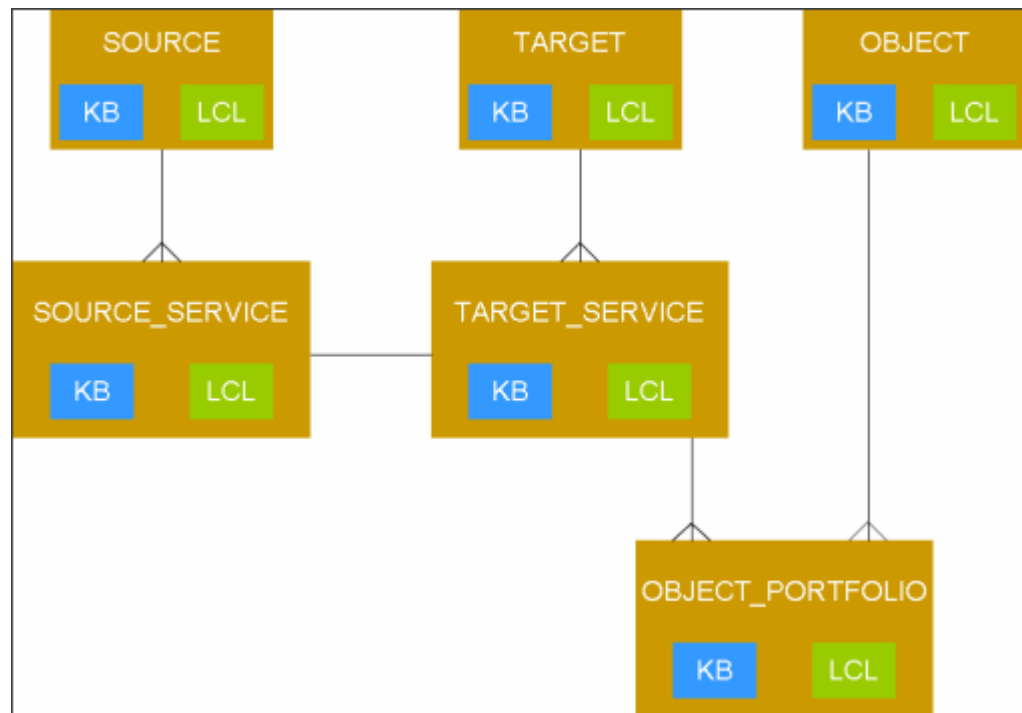 SOURCE
KB LCL
TARGET
KB LCL
OBJECT
KB LCL
SOURCE_SERVICE
KB LCL
TARGET_SERVICE
KB LCL
OBJECT_PORTFOLIO
KB LCL